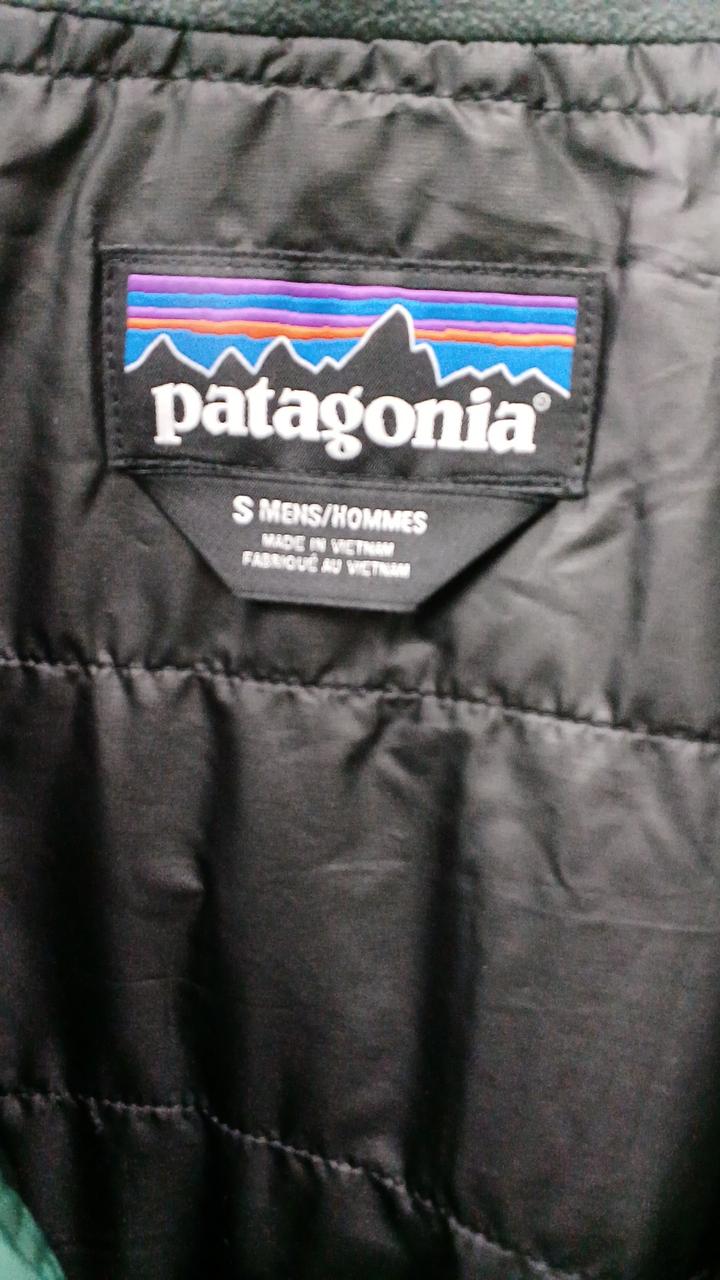 patagonia®
S MENS/HOMMES
MADE IN VIETNAM
FABRIQUÉ AU VIETNAM